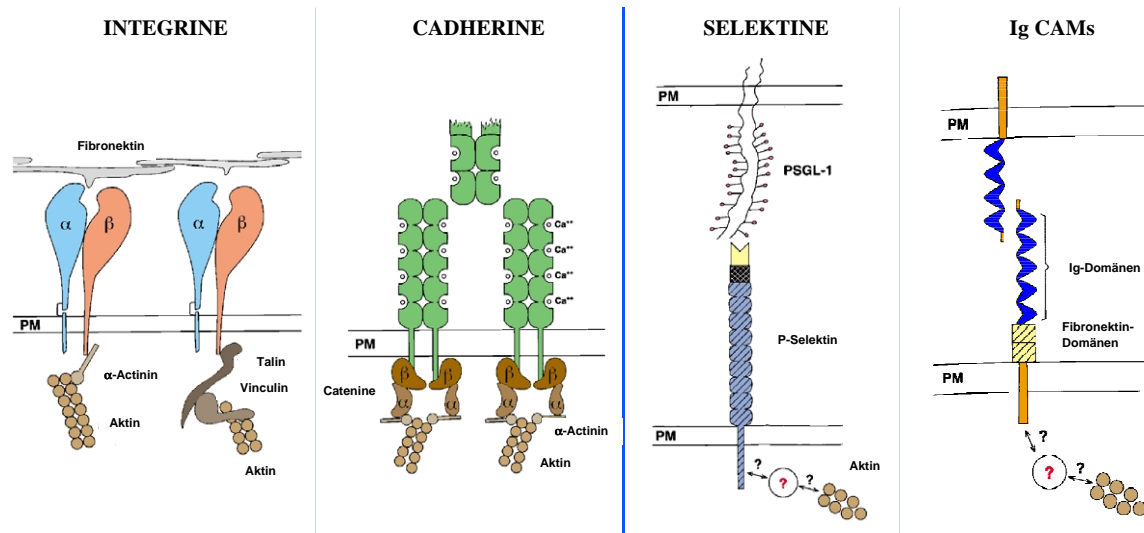 INTEGRINE
Fibronektin
α
β
α
β
PM
α-Actinin
Aktin
Talin
Vinculin
Aktin
CADHERINE
Ca++
Ca++
Ca++
Ca++
PM
Catenine
β
β
β
β
α
α
α
α
α-Actinin
Aktin
SELEKTINE
PM
PSGL-1
P-Selektin
PM
?
?
?
Aktin
Ig CAMs
PM
Ig-Domänen
Fibronektin-
Domänen
PM
?
?
?